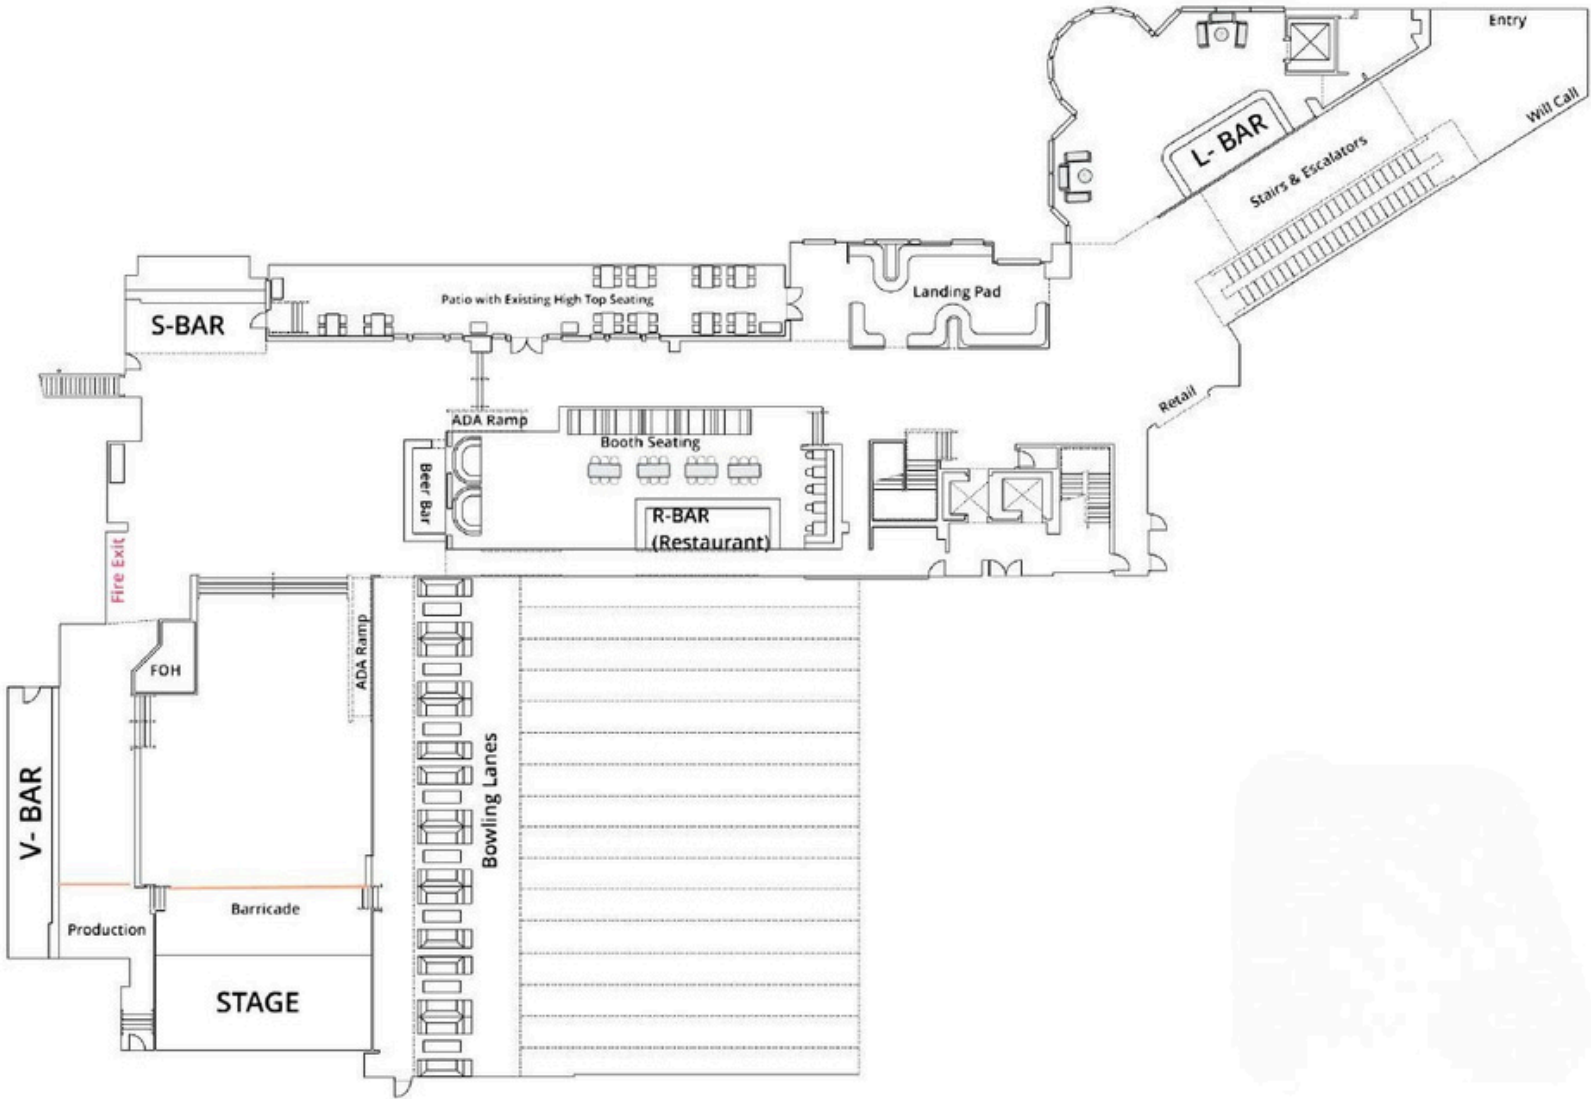 Entry
Will Call
L- BAR
Stairs & Escalators
Landing Pad
Patio with Existing High Top Seating
S-BAR
Retail
ADA Ramp
Booth Seating
Beer Bar
R-BAR
(Restaurant)
Fire Exit
ADA Ramp
FOH
Bowling Lanes
V- BAR
Barricade
Production
STAGE